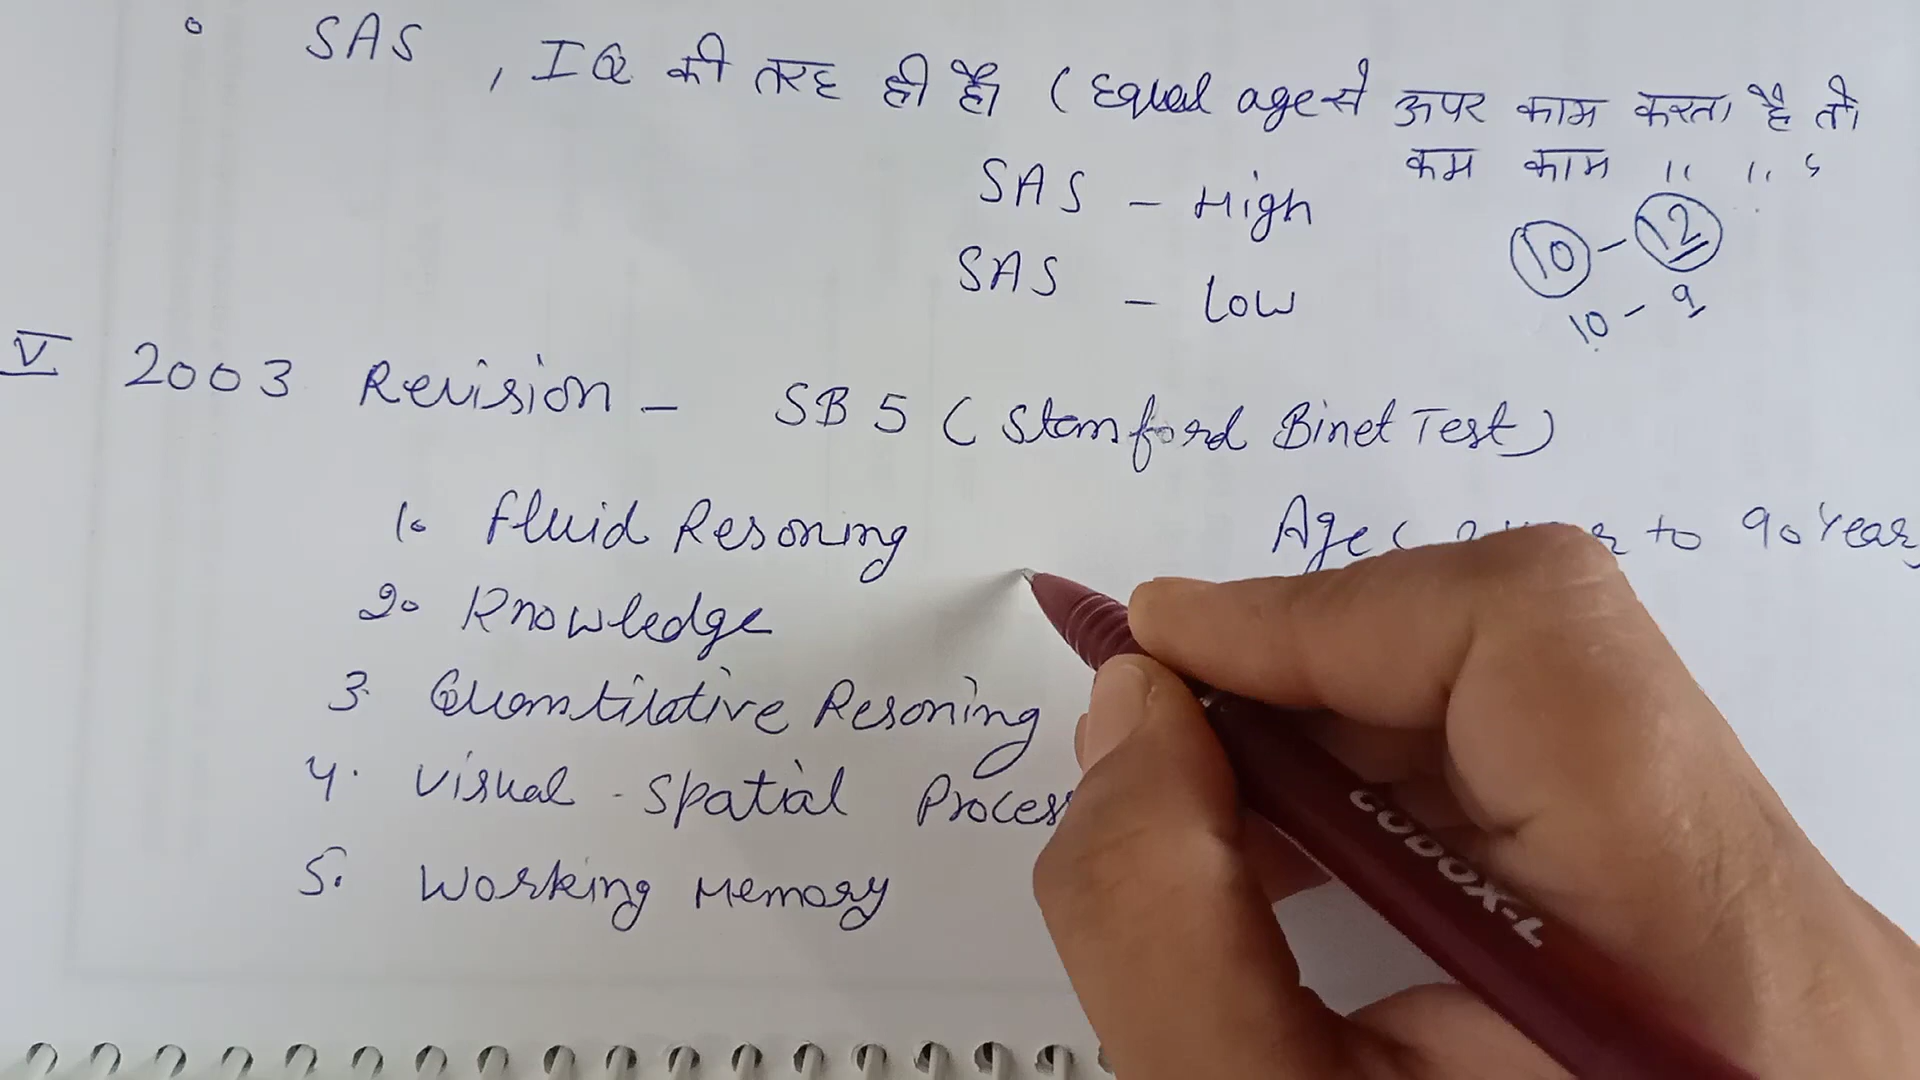 SAS , IQ की तरह ही है (Equal age से ऊपर काम करता है तो
कम काम 〃 〃 ,
SAS - High
SAS - Low
10 - 12
10 - 9
V 2003 Revision - SB 5 ( Stanford Binet Test)
1. Fluid Resoning
Age ( to 90 Year
2. Knowledge
3. Quantitative Resoning
4. Visual - Spatial Proces
5. Working Memory
GODOX-L